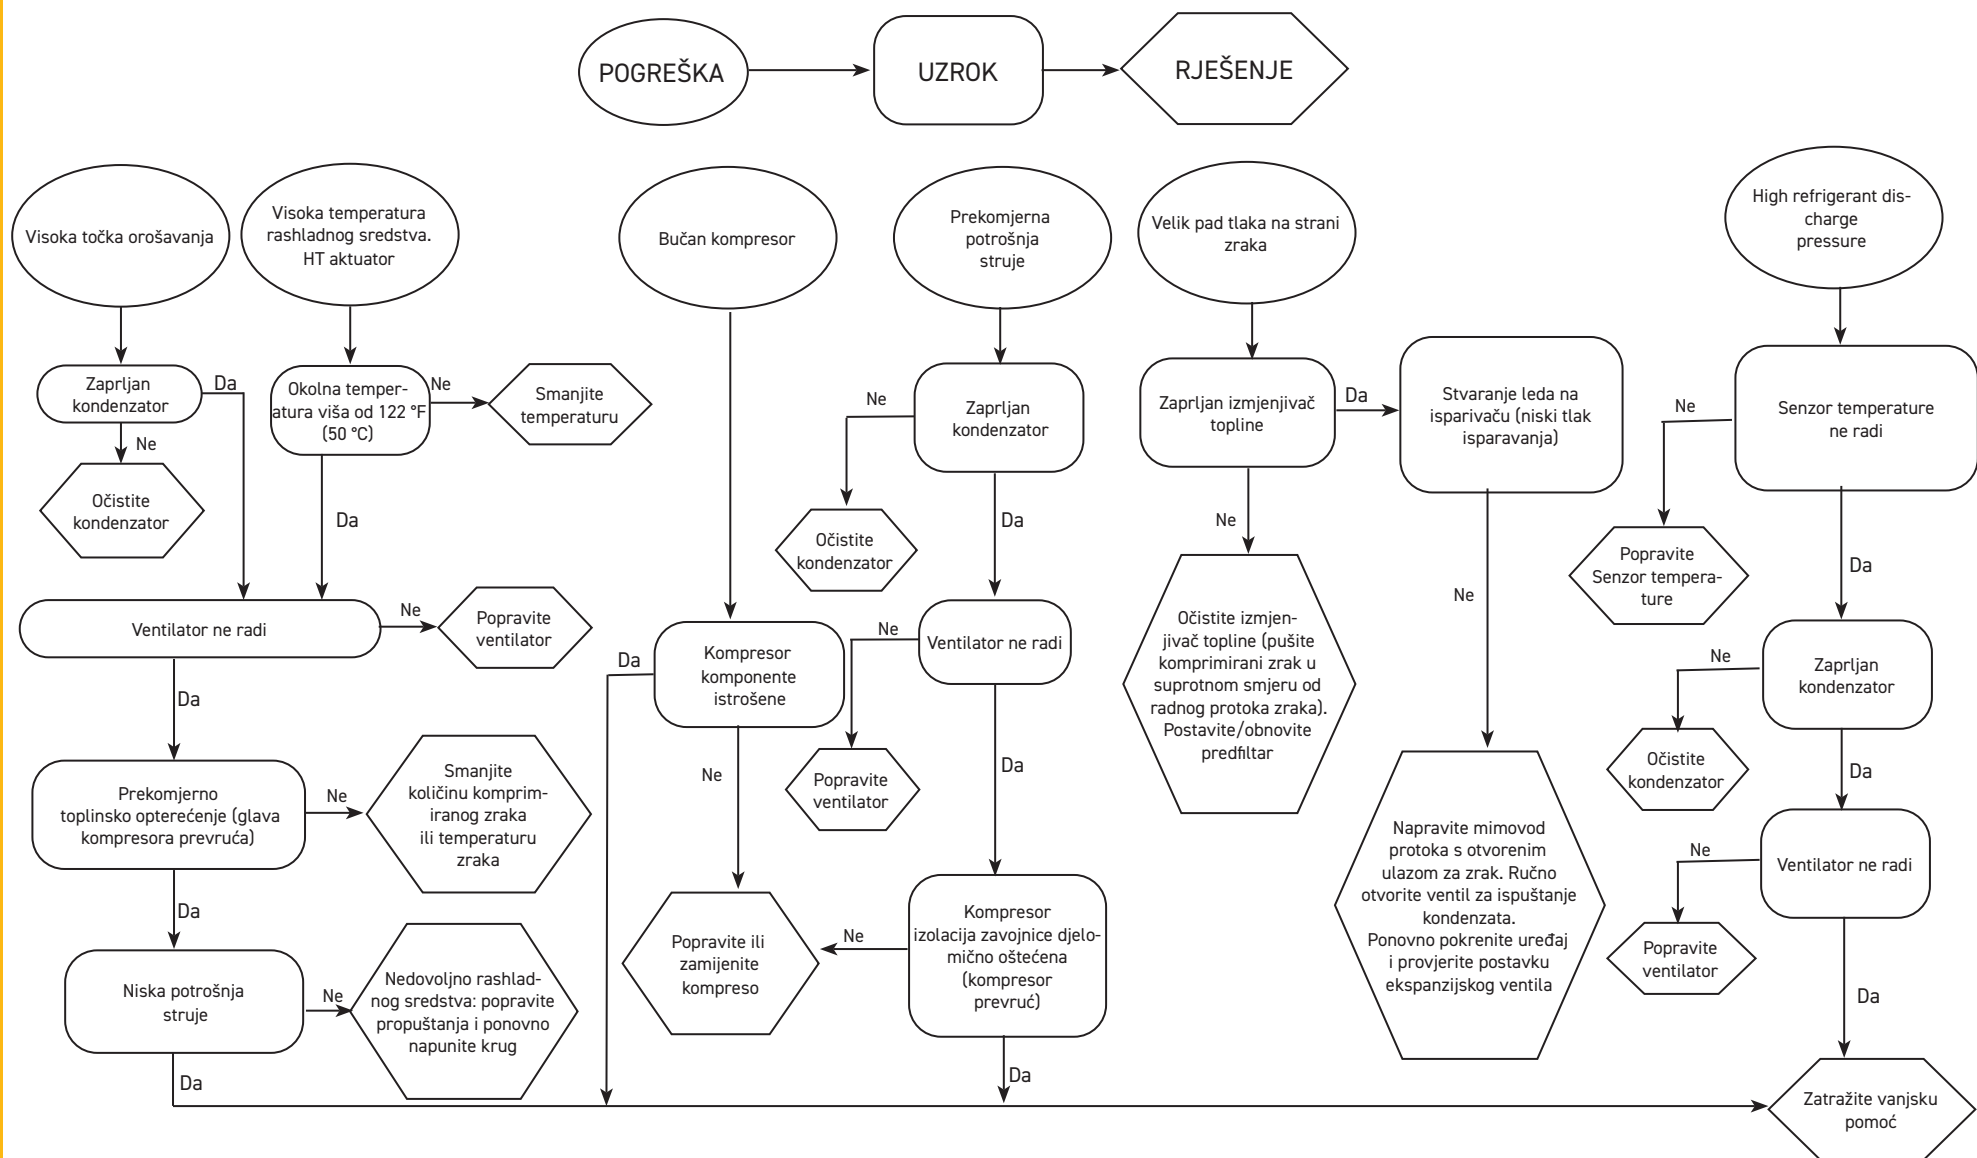 POGREŠKA
UZROK
RJEŠENJE
Visoka točka orošavanja
Visoka temperatura
rashladnog sredstva.
HT aktuator
Bučan kompresor
Prekomjerna
potrošnja
struje
Velik pad tlaka na strani
zraka
High refrigerant dis-
charge
pressure
Zaprljan
kondenzator
Da
Ne
Očistite
kondenzator
Okolna temper-
atura viša od 122 °F
(50 °C)
Ne
Smanjite
temperaturu
Da
Ventilator ne radi
Ne
Popravite
ventilator
Da
Prekomjerno
toplinsko opterećenje (glava
kompresora prevruća)
Ne
Smanjite
količinu komprim-
iranog zraka
ili temperaturu
zraka
Da
Niska potrošnja
struje
Ne
Nedovoljno rashlad-
nog sredstva: popravite
propuštanja i ponovno
napunite krug
Da
Da
Kompresor
komponente
istrošene
Ne
Popravite ili
zamijenite
kompreso
Zaprljan
kondenzator
Ne
Očistite
kondenzator
Da
Ventilator ne radi
Ne
Popravite
ventilator
Da
Kompresor
izolacija zavojnice djelo-
mično oštećena
(kompresor
prevruć)
Ne
Da
Zaprljan izmjenjivač
topline
Da
Ne
Očistite izmjen-
jivač topline (pušite
komprimirani zrak u
suprotnom smjeru od
radnog protoka zraka).
Postavite/obnovite
predfiltar
Stvaranje leda na
isparivaču (niski tlak
isparavanja)
Ne
Napravite mimovod
protoka s otvorenim
ulazom za zrak. Ručno
otvorite ventil za ispuštanje
kondenzata.
Ponovno pokrenite uređaj
i provjerite postavku
ekspanzijskog ventila
Senzor temperature
ne radi
Ne
Popravite
Senzor tempera-
ture
Da
Zaprljan
kondenzator
Ne
Očistite
kondenzator
Da
Ventilator ne radi
Ne
Popravite
ventilator
Da
Zatražite vanjsku
pomoć